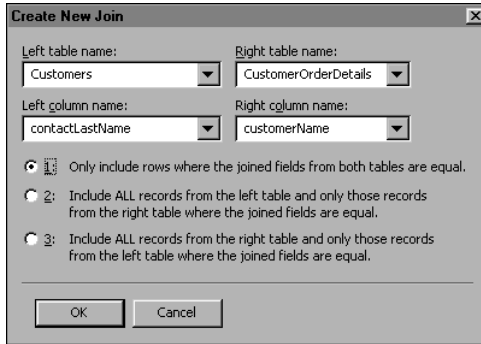 Create New Join
Left table name: Right table name:
Customers CustomerOrderDetails
Left column name: Right column name:
contactLastName customerName
1: Only include rows where the joined fields from both tables are equal.
2: Include ALL records from the left table and only those records
from the right table where the joined fields are equal.
3: Include ALL records from the right table and only those records
from the left table where the joined fields are equal.
OK Cancel